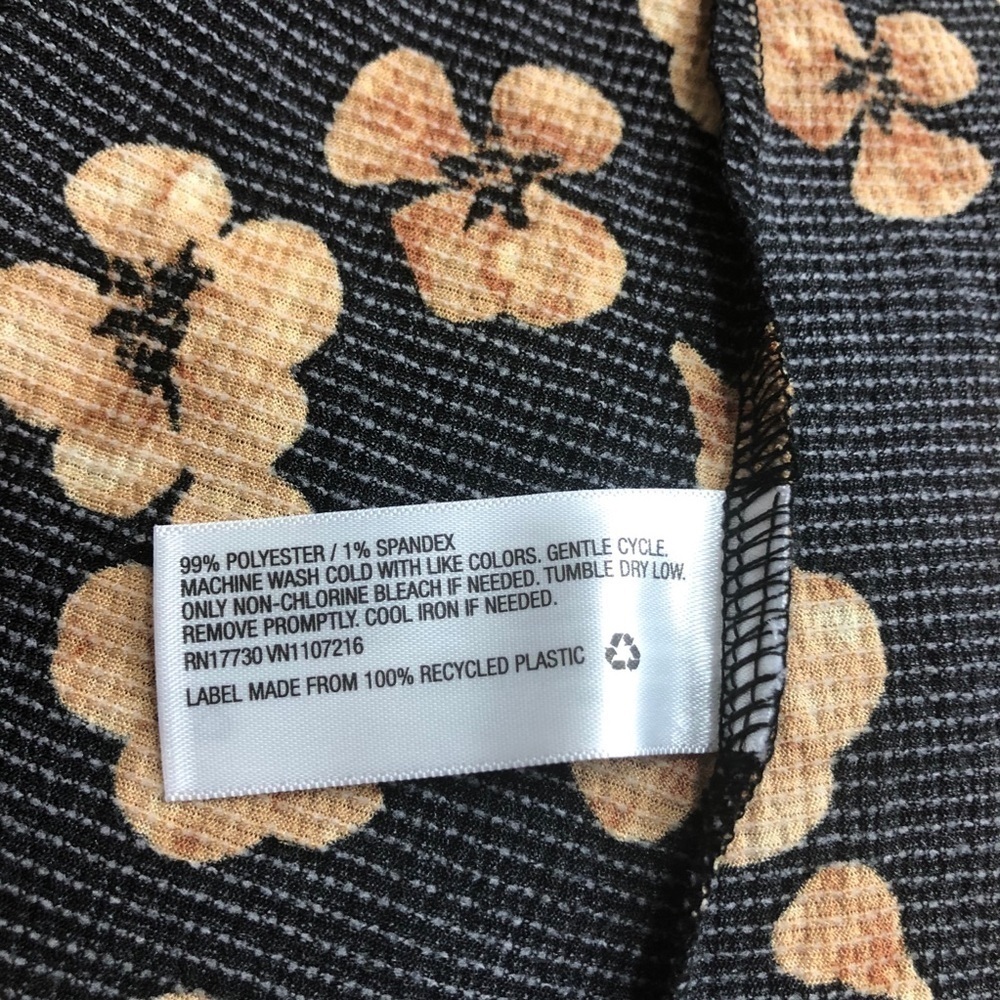 99% POLYESTER / 1% SPANDEX
MACHINE WASH COLD WITH LIKE COLORS. GENTLE CYCLE.
ONLY NON-CHLORINE BLEACH IF NEEDED. TUMBLE DRY LOW.
REMOVE PROMPTLY. COOL IRON IF NEEDED.
RN17730 VN1107216
LABEL MADE FROM 100% RECYCLED PLASTIC